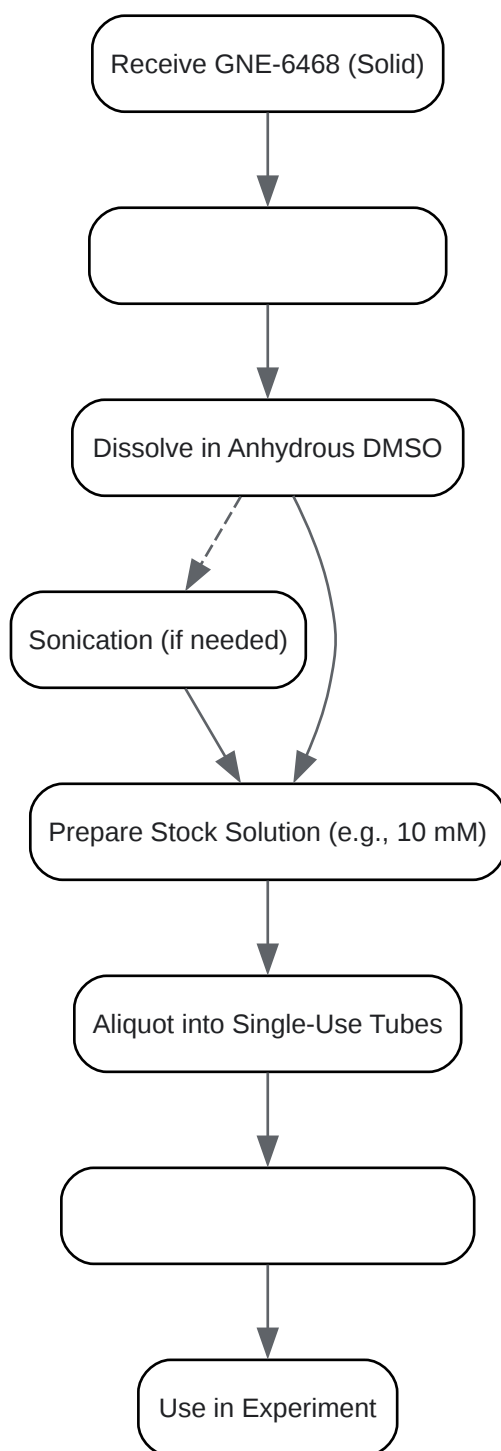 Receive GNE-6468 (Solid)
Dissolve in Anhydrous DMSO
Sonication (if needed)
Prepare Stock Solution (e.g., 10 mM)
Aliquot into Single-Use Tubes
Use in Experiment